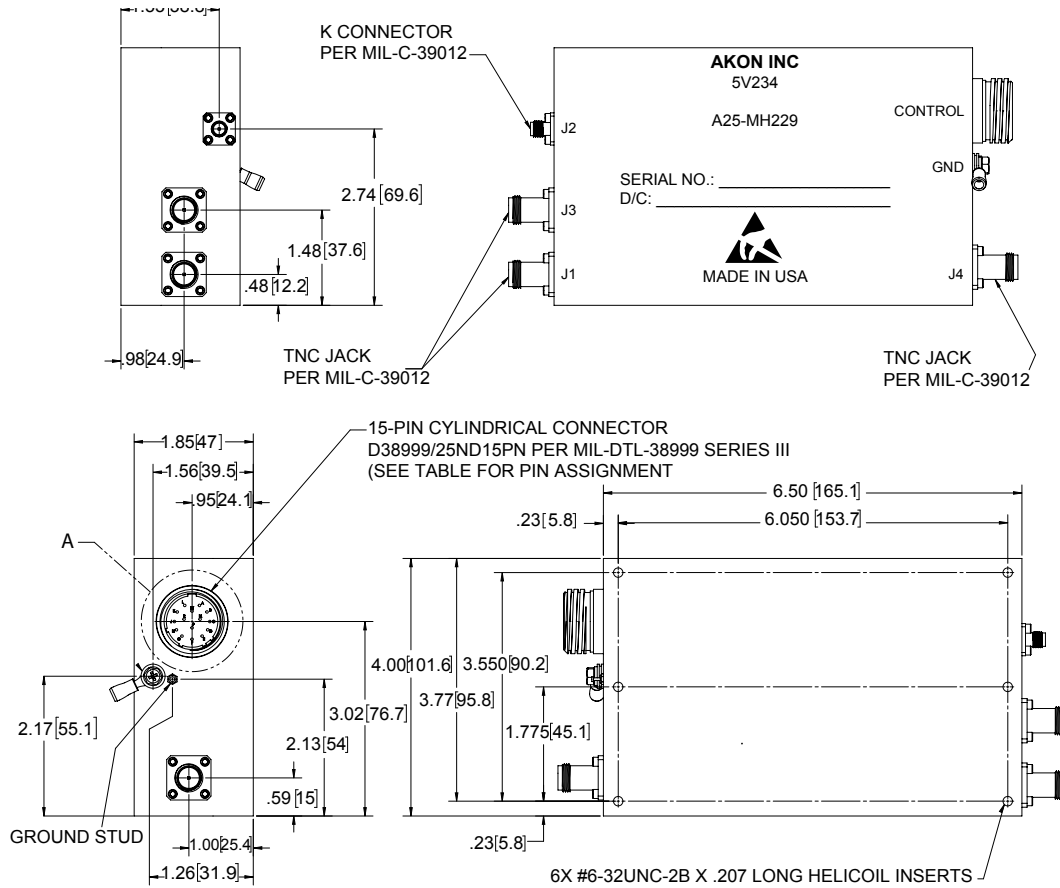 K CONNECTOR
PER MIL-C-39012
2.74 [69.6]
1.48[37.6]
.48[12.2]
.98[24.9]
AKON INC
5V234
A25-MH229
SERIAL NO.:
D/C:
MADE IN USA
J2
J3
J1
CONTROL
GND
J4
TNC JACK
PER MIL-C-39012
TNC JACK
PER MIL-C-39012
15-PIN CYLINDRICAL CONNECTOR
D38999/25ND15PN PER MIL-DTL-38999 SERIES III
(SEE TABLE FOR PIN ASSIGNMENT
1.85[47]
1.56[39.5]
.95[24.1]
A
2.17[55.1]
3.02[76.7]
2.13[54]
.59[15]
GROUND STUD
1.00[25.4]
1.26[31.9]
6.50 [165.1]
.23[5.8]
6.050 [153.7]
4.00[101.6]
3.77[95.8]
3.550[90.2]
1.775[45.1]
.23[5.8]
6X #6-32UNC-2B X .207 LONG HELICOIL INSERTS